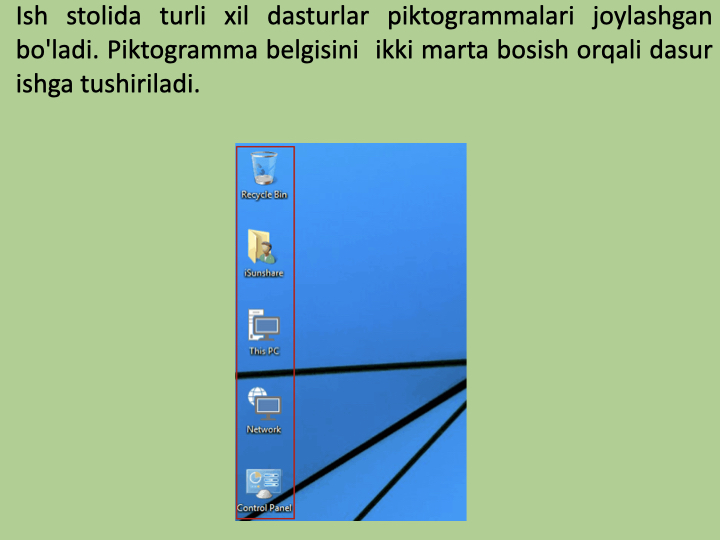 Ish stolida turli xil dasturlar piktogrammalari joylashgan
bo'ladi. Piktogramma belgisini ikki marta bosish orqali dasur
ishga tushiriladi.
Recycle Bin
iSunshare
This PC
Network
Control Panel